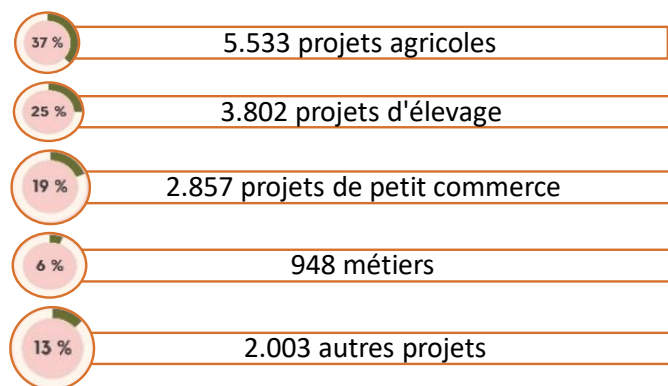 37 %
5.533 projets agricoles
25 %
3.802 projets d'élevage
19 %
2.857 projets de petit commerce
6 %
948 métiers
13 %
2.003 autres projets